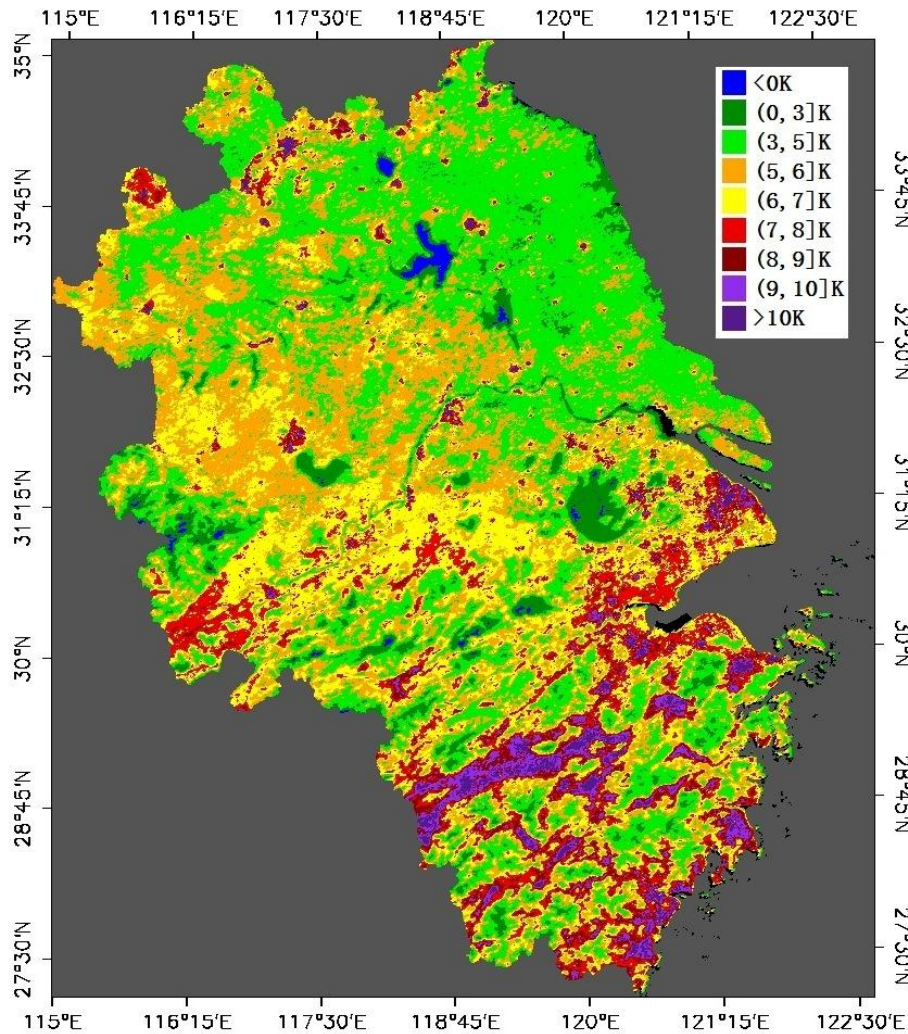 115°E 116°15'E 117°30'E 118°45'E 120°E 121°15'E 122°30'E
35°N
33°45'N
32°30'N
31°15'N
30°N
28°45'N
27°30'N
<0K
(0, 3]K
(3, 5]K
(5, 6]K
(6, 7]K
(7, 8]K
(8, 9]K
(9, 10]K
>10K
33°45'N
32°30'N
31°15'N
30°N
28°45'N
27°30'N
115°E 116°15'E 117°30'E 118°45'E 120°E 121°15'E 122°30'E